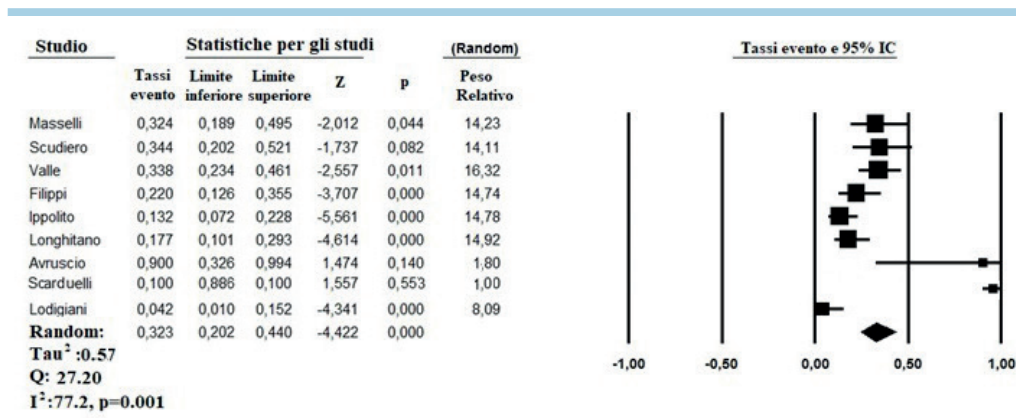 Studio Statistiche per gli studi (Random) Tassi evento e 95% IC
Tassi evento Limite inferiore Limite superiore Z p Peso Relativo
Masselli 0,324 0,189 0,495 -2,012 0,044 14,23
Scudiero 0,344 0,202 0,521 -1,737 0,082 14,11
Valle 0,338 0,234 0,461 -2,557 0,011 16,32
Filippi 0,220 0,126 0,355 -3,707 0,000 14,74
Ippolito 0,132 0,072 0,228 -5,561 0,000 14,78
Longhitano 0,177 0,101 0,293 -4,614 0,000 14,92
Avruscio 0,900 0,326 0,994 1,474 0,140 1,80
Scarduelli 0,100 0,886 0,100 1,557 0,553 1,00
Lodigiani 0,042 0,010 0,152 -4,341 0,000 8,09
Random: 0,323 0,202 0,440 -4,422 0,000
Tau² :0.57
Q: 27.20
I²:77.2, p=0.001
-1,00 -0,50 0,00 0,50 1,00